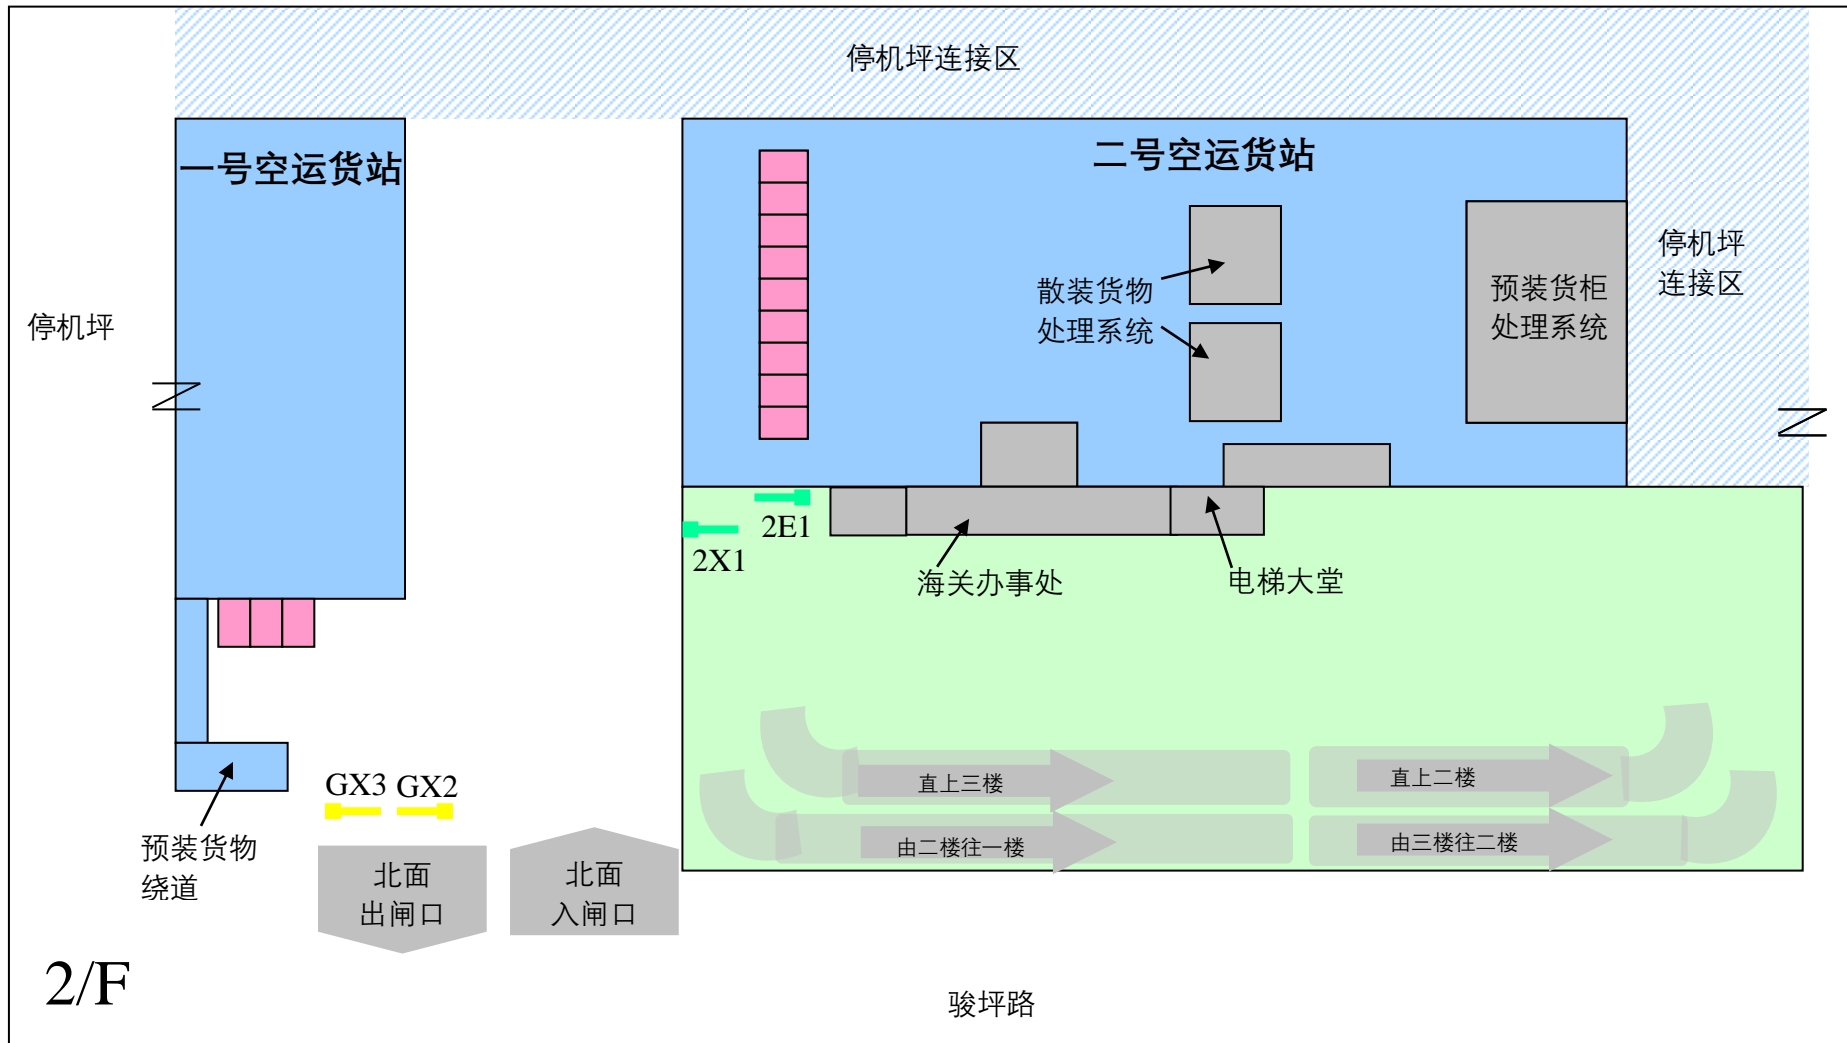 停机坪连接区
一号空运货站
二号空运货站
停机坪
连接区
散装货物
处理系统
预装货柜
处理系统
停机坪
2E1
2X1
海关办事处
电梯大堂
GX3
GX2
直上三楼
直上二楼
由二楼往一楼
由三楼往二楼
预装货物
绕道
北面
出闸口
北面
入闸口
2/F
骏坪路